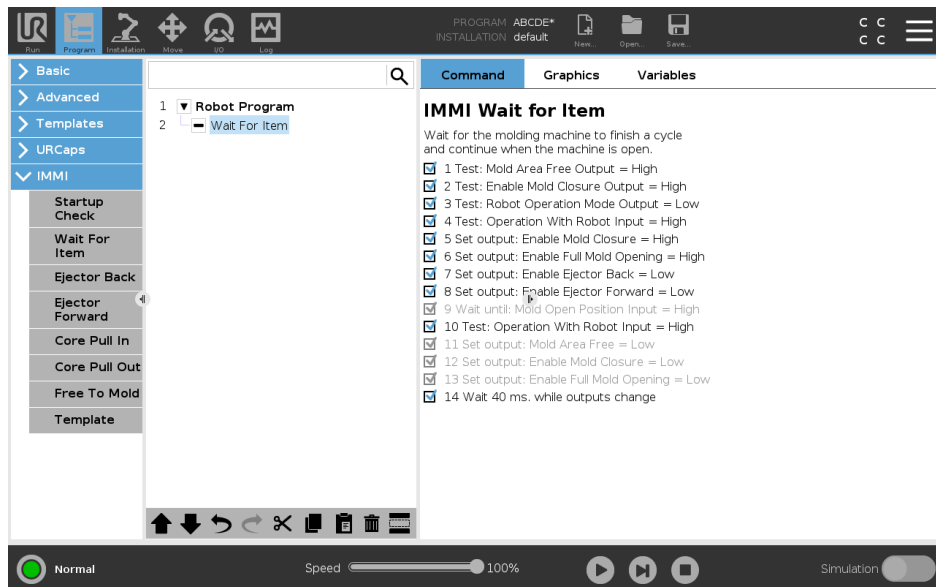 PROGRAM ABCDE*
INSTALLATION default
UR
Run
Program
Installation
Move
I/O
Log
New...
Open...
Save...
C C
C C
Basic
Advanced
Templates
URCaps
IMMI
Startup
Check
Wait For
Item
Ejector Back
Ejector
Forward
Core Pull In
Core Pull Out
Free To Mold
Template
1 Robot Program
2 Wait For Item
Command Graphics Variables
IMMI Wait for Item
Wait for the molding machine to finish a cycle
and continue when the machine is open.
1 Test: Mold Area Free Output = High
2 Test: Enable Mold Closure Output = High
3 Test: Robot Operation Mode Output = Low
4 Test: Operation With Robot Input = High
5 Set output: Enable Mold Closure = High
6 Set output: Enable Full Mold Opening = High
7 Set output: Enable Ejector Back = Low
8 Set output: Enable Ejector Forward = Low
9 Wait until: Mold Open Position Input = High
10 Test: Operation With Robot Input = High
11 Set output: Mold Area Free = Low
12 Set output: Enable Mold Closure = Low
13 Set output: Enable Full Mold Opening = Low
14 Wait 40 ms. while outputs change
Normal
Speed 100%
Simulation